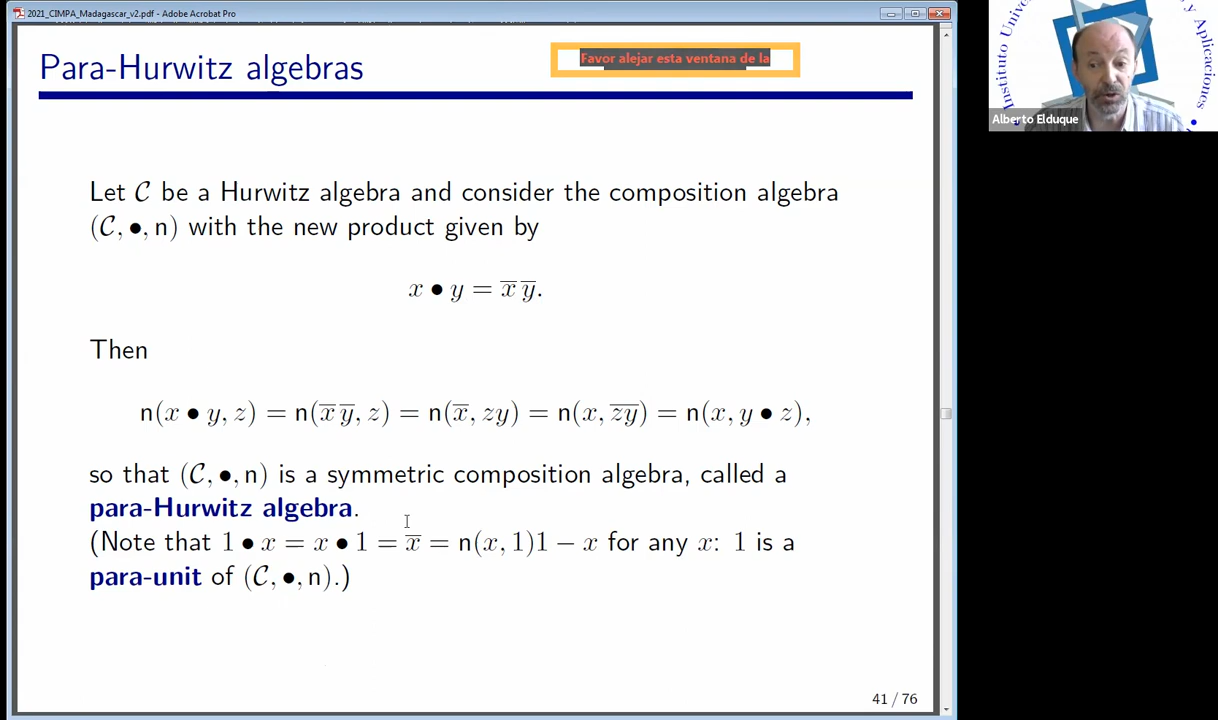 2021_CIMPA_Madagascar_v2.pdf - Adobe Acrobat Pro
Para-Hurwitz algebras
Favor alejar esta ventana de la
Let 𝒞 be a Hurwitz algebra and consider the composition algebra
(𝒞, •, n) with the new product given by
x • y = x̅ y̅.
Then
n(x • y, z) = n(x̅ y̅, z) = n(x̅, zy) = n(x, z̅y̅) = n(x, y • z),
so that (𝒞, •, n) is a symmetric composition algebra, called a
para-Hurwitz algebra.
(Note that 1 • x = x • 1 = x̅ = n(x, 1)1 − x for any x: 1 is a
para-unit of (𝒞, •, n).)
41 / 76
Instituto Univer
y Aplicaciones
Alberto Elduque